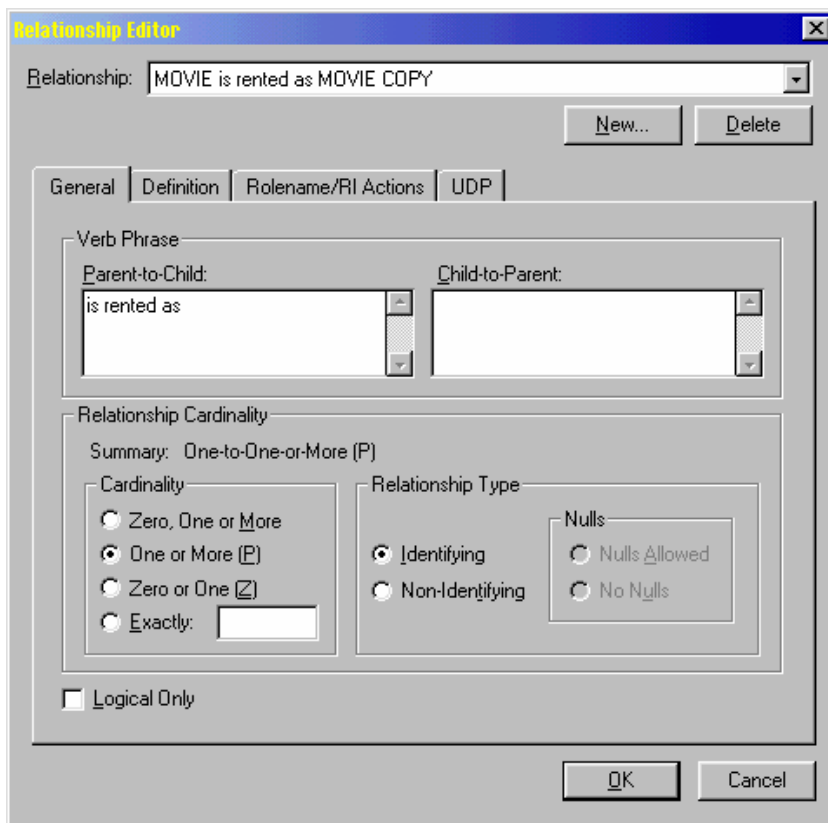 Relationship Editor
Relationship: MOVIE is rented as MOVIE COPY
New... Delete
General Definition Rolename/RI Actions UDP
Verb Phrase
Parent-to-Child: Child-to-Parent:
is rented as
Relationship Cardinality
Summary: One-to-One-or-More (P)
Cardinality
Zero, One or More
One or More (P)
Zero or One (Z)
Exactly:
Relationship Type
Identifying
Non-Identifying
Nulls
Nulls Allowed
No Nulls
Logical Only
OK Cancel